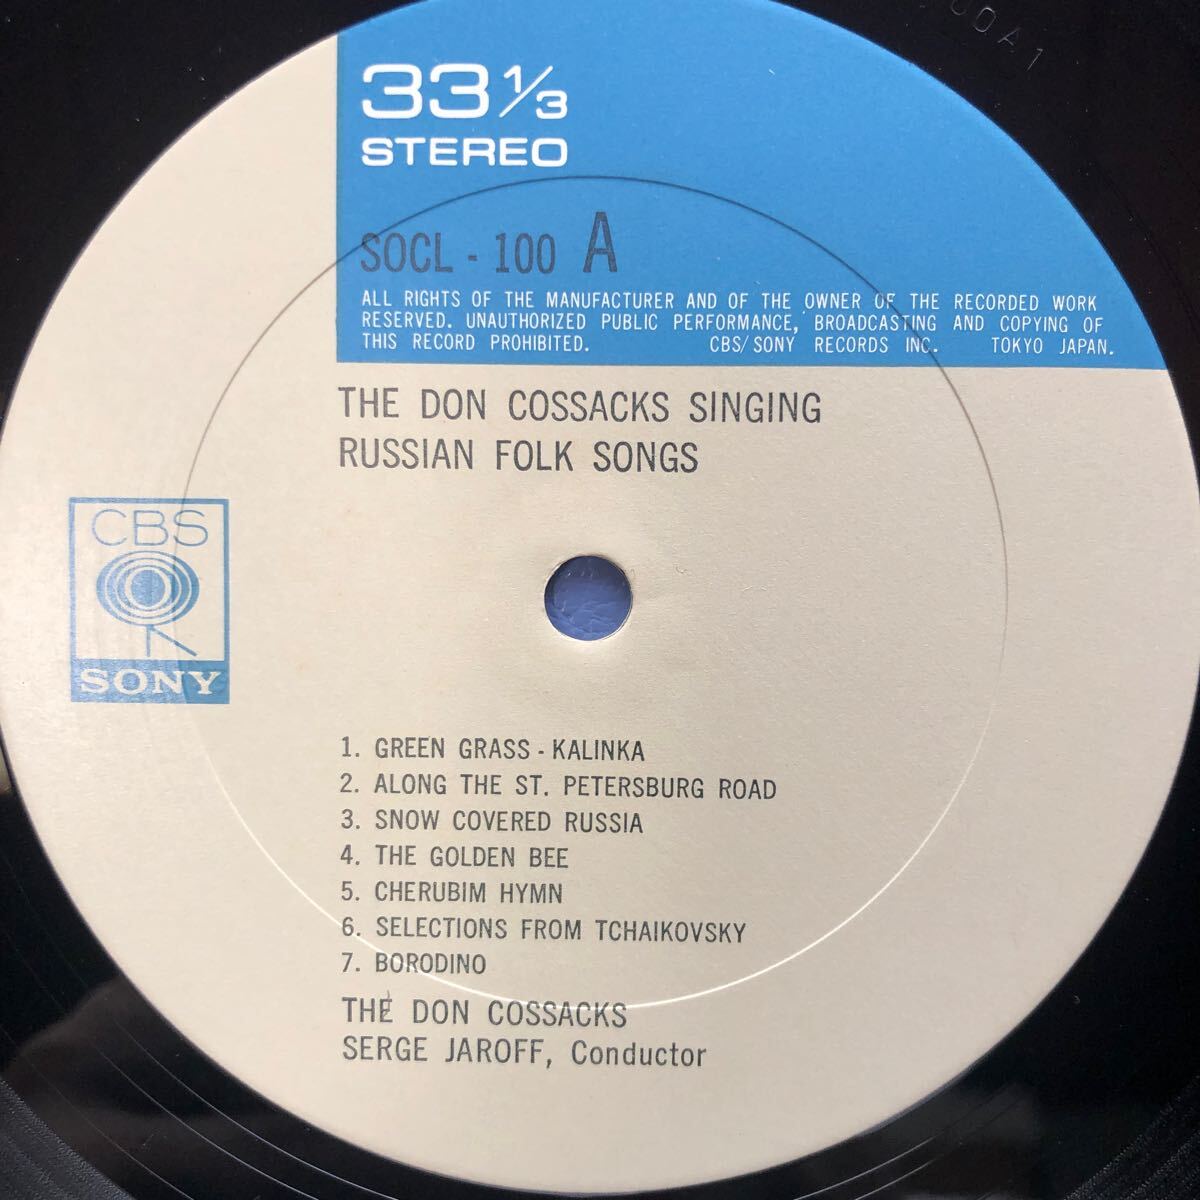 00A1
33 1/3
STEREO
SOCL - 100 A
ALL RIGHTS OF THE MANUFACTURER AND OF THE OWNER OF THE RECORDED WORK
RESERVED. UNAUTHORIZED PUBLIC PERFORMANCE, BROADCASTING AND COPYING OF
THIS RECORD PROHIBITED. CBS/SONY RECORDS INC. TOKYO JAPAN.
THE DON COSSACKS SINGING
RUSSIAN FOLK SONGS
CBS
SONY
1. GREEN GRASS - KALINKA
2. ALONG THE ST. PETERSBURG ROAD
3. SNOW COVERED RUSSIA
4. THE GOLDEN BEE
5. CHERUBIM HYMN
6. SELECTIONS FROM TCHAIKOVSKY
7. BORODINO
THE DON COSSACKS
SERGE JAROFF, Conductor